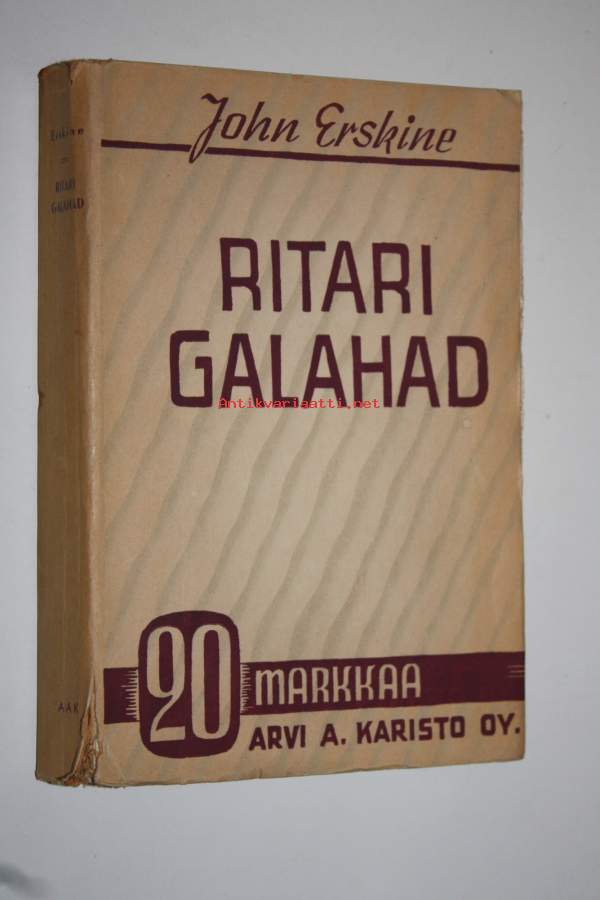 John Erskine
RITARI
GALAHAD
Antikvariaatti.net
20 MARKKAA
ARVI A. KARISTO OY.
Erskine
RITARI
GALAHAD
AAK